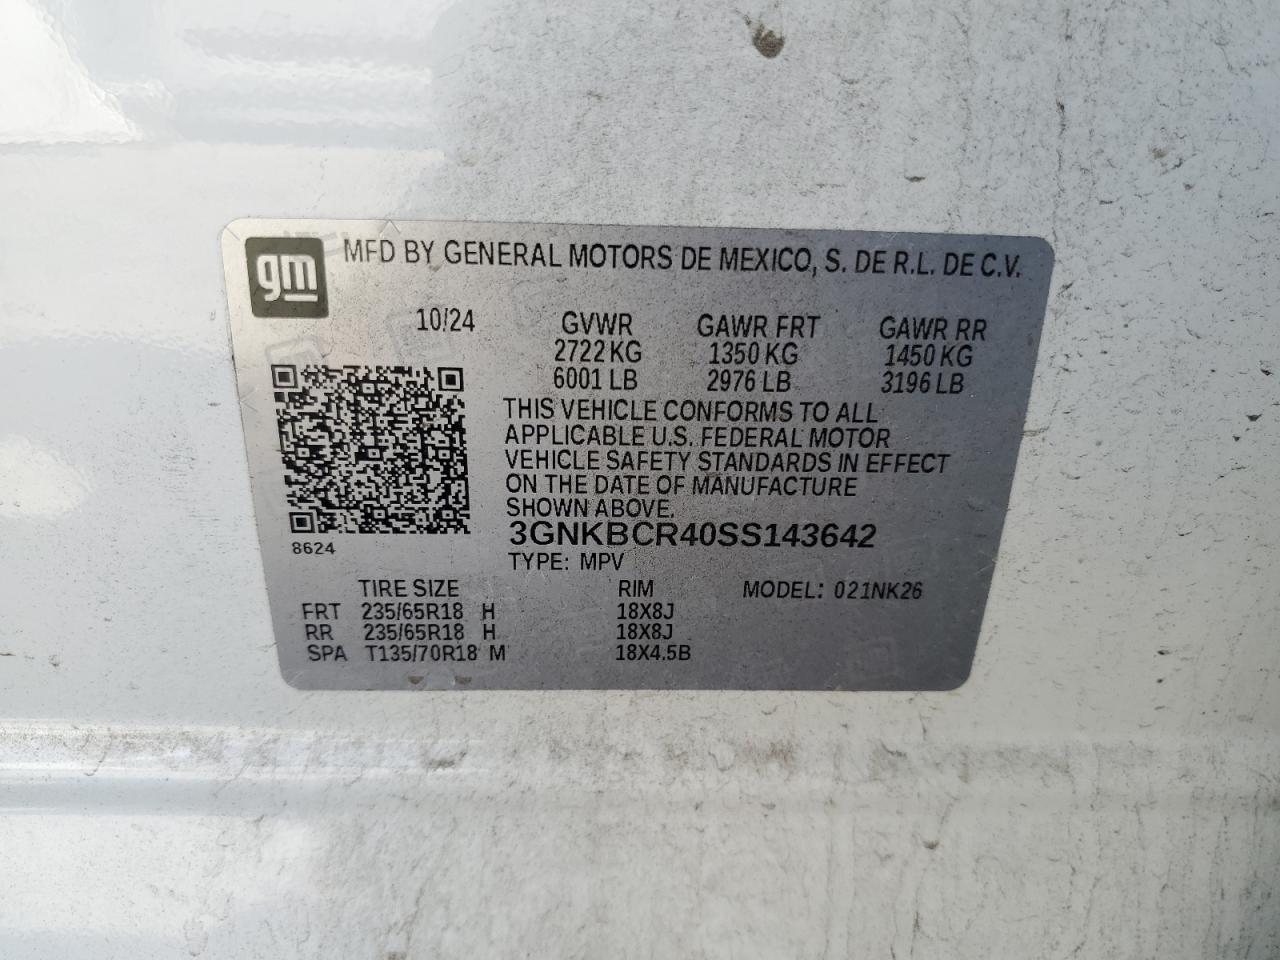 gm
MFD BY GENERAL MOTORS DE MEXICO, S. DE R.L. DE C.V.
10/24 GVWR GAWR FRT GAWR RR
2722 KG 1350 KG 1450 KG
6001 LB 2976 LB 3196 LB
THIS VEHICLE CONFORMS TO ALL
APPLICABLE U.S. FEDERAL MOTOR
VEHICLE SAFETY STANDARDS IN EFFECT
ON THE DATE OF MANUFACTURE
SHOWN ABOVE.
3GNKBCR40SS143642
8624
TYPE: MPV
TIRE SIZE RIM MODEL: 021NK26
FRT 235/65R18 H 18X8J
RR 235/65R18 H 18X8J
SPA T135/70R18 M 18X4.5B